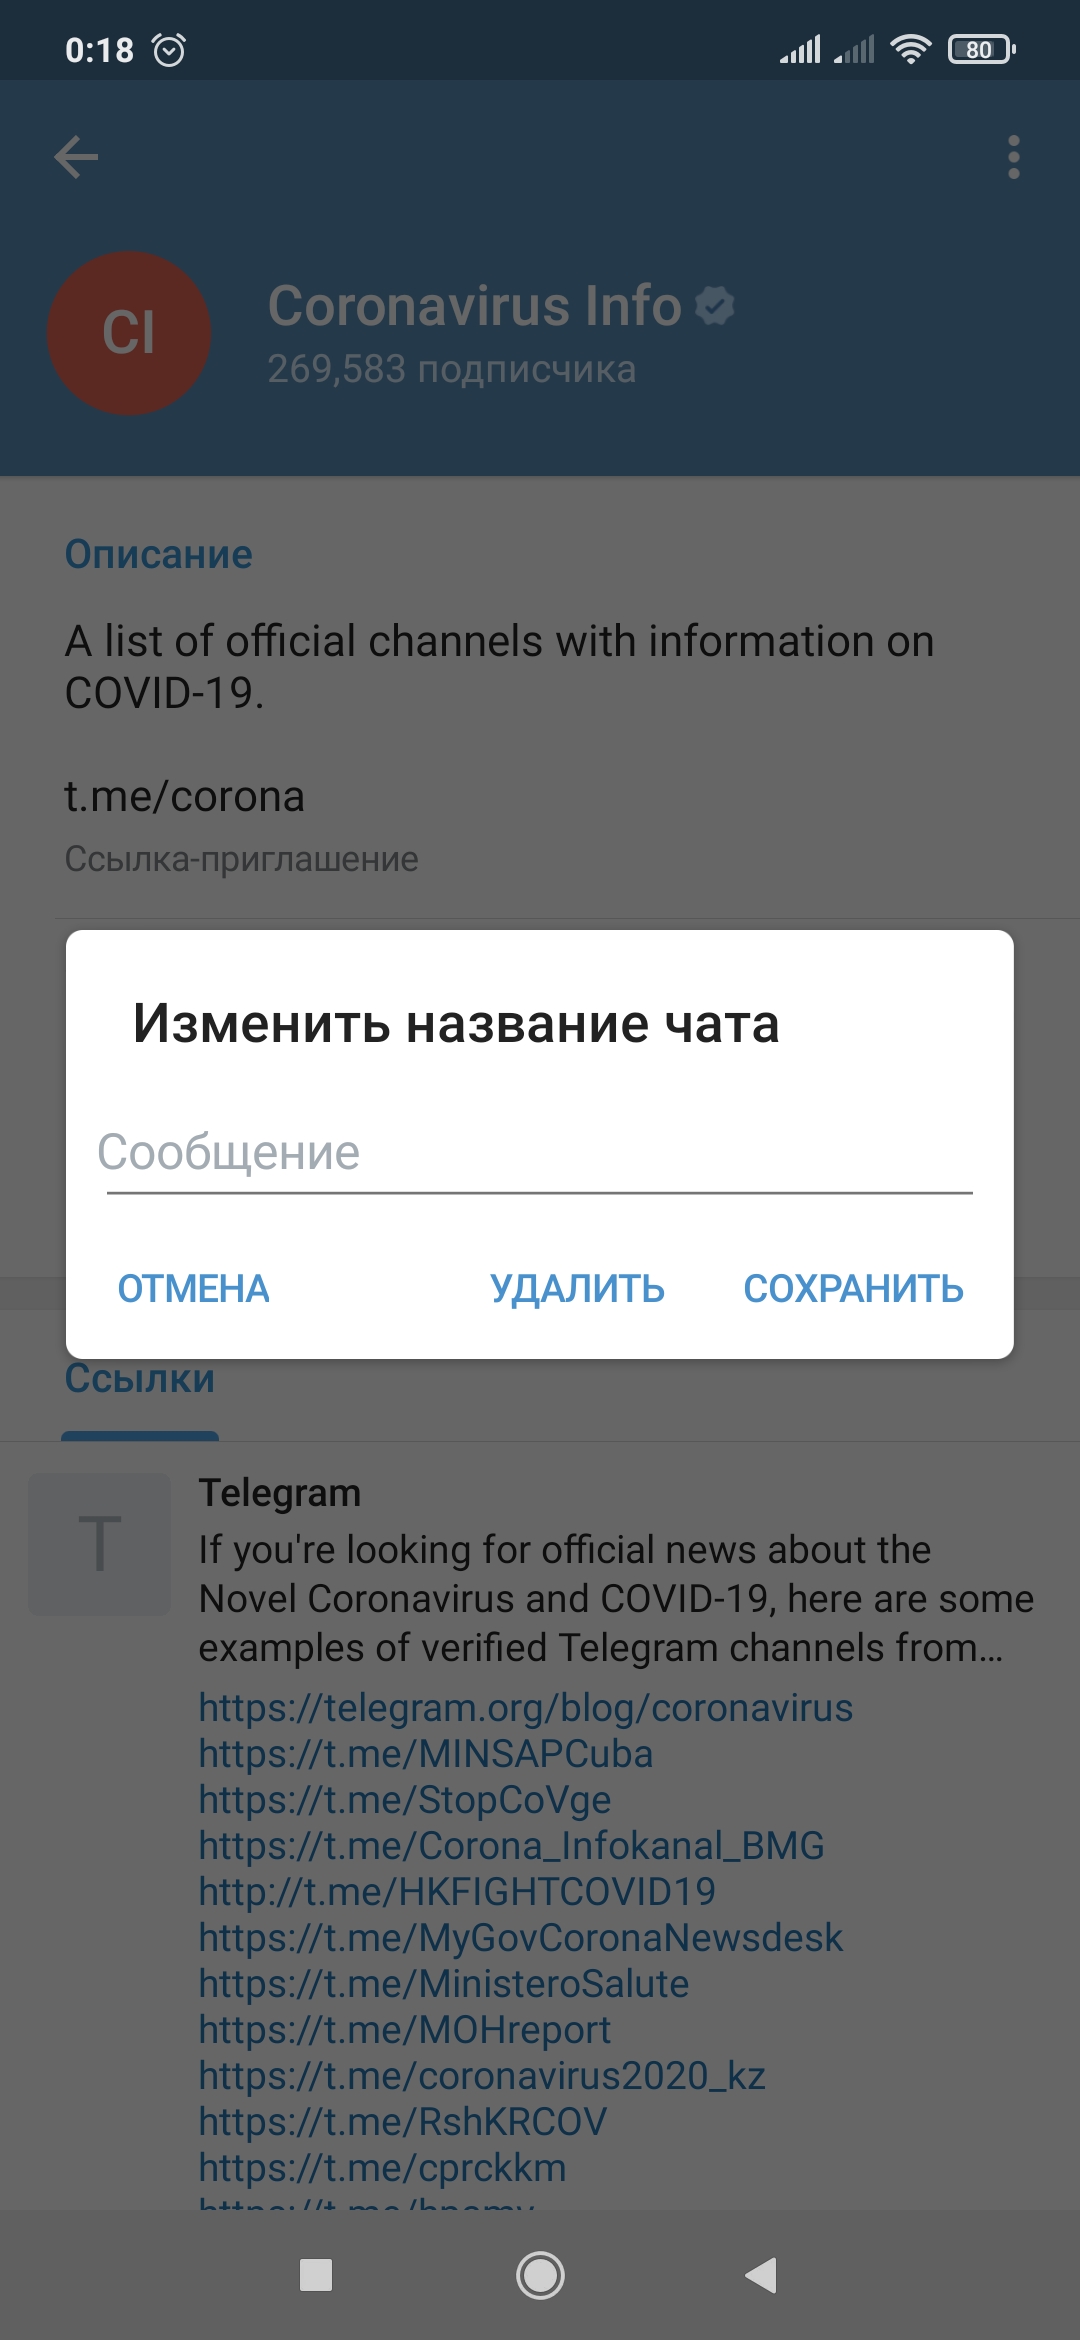 0:18
80
CI
Coronavirus Info
269,583 подписчика
Описание
A list of official channels with information on
COVID-19.
t.me/corona
Ссылка-приглашение
Изменить название чата
Сообщение
ОТМЕНА УДАЛИТЬ СОХРАНИТЬ
Ссылки
T
Telegram
If you're looking for official news about the
Novel Coronavirus and COVID-19, here are some
examples of verified Telegram channels from...
https://telegram.org/blog/coronavirus
https://t.me/MINSAPCuba
https://t.me/StopCoVge
https://t.me/Corona_Infokanal_BMG
http://t.me/HKFIGHTCOVID19
https://t.me/MyGovCoronaNewsdesk
https://t.me/MinisteroSalute
https://t.me/MOHreport
https://t.me/coronavirus2020_kz
https://t.me/RshKRCOV
https://t.me/cprckkm